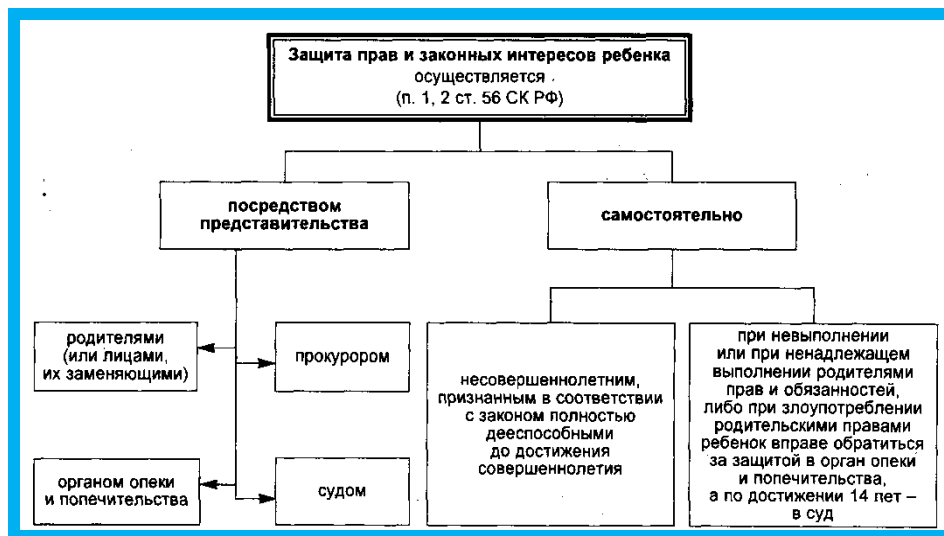 Защита прав и законных интересов ребенка
осуществляется
(п. 1, 2 ст. 56 СК РФ)
посредством
представительства
самостоятельно
родителями
(или лицами,
их заменяющими)
прокурором
органом опеки
и попечительства
судом
несовершеннолетним,
признанным в соответствии
с законом полностью
дееспособными
до достижения
совершеннолетия
при невыполнении
или при ненадлежащем
выполнении родителями
прав и обязанностей,
либо при злоупотреблении
родительскими правами
ребенок вправе обратиться
за защитой в орган опеки
и попечительства,
а по достижении 14 лет –
в суд